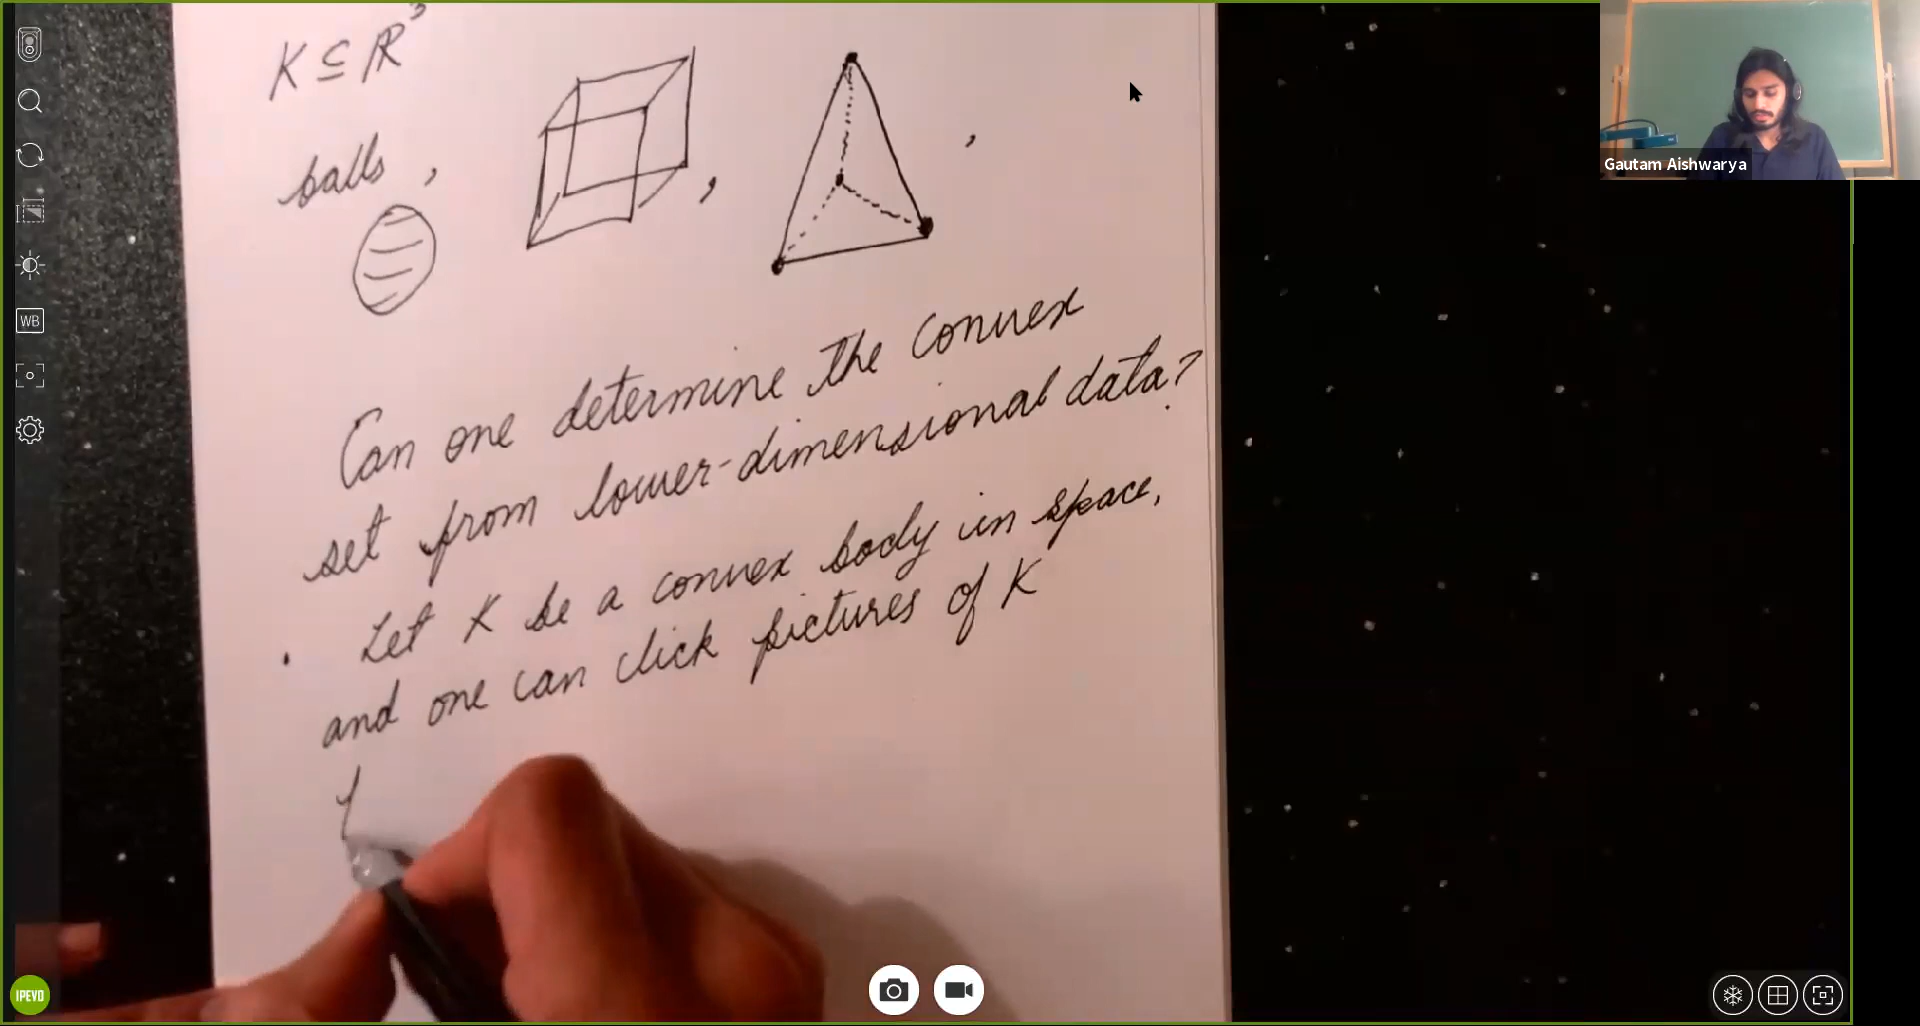 K ⊆ ℝ³
balls ,
Can one determine the convex
set from lower-dimensional data?
. Let K be a convex body in space,
and one can click pictures of K
Gautam Aishwarya
WB
IPEVO